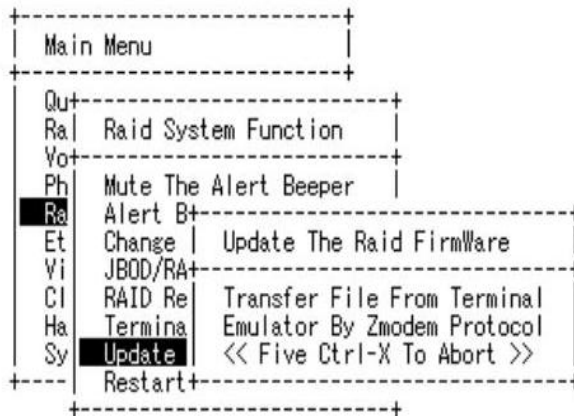 Main Menu
Qu
Ra
Raid System Function
Vo
Ph
Mute The Alert Beeper
Ra
Alert B
Et
Change
Update The Raid FirmWare
Vi
JBOD/RA
Cl
RAID Re
Transfer File From Terminal
Ha
Termina
Emulator By Zmodem Protocol
Sy
Update
<< Five Ctrl-X To Abort >>
Restart